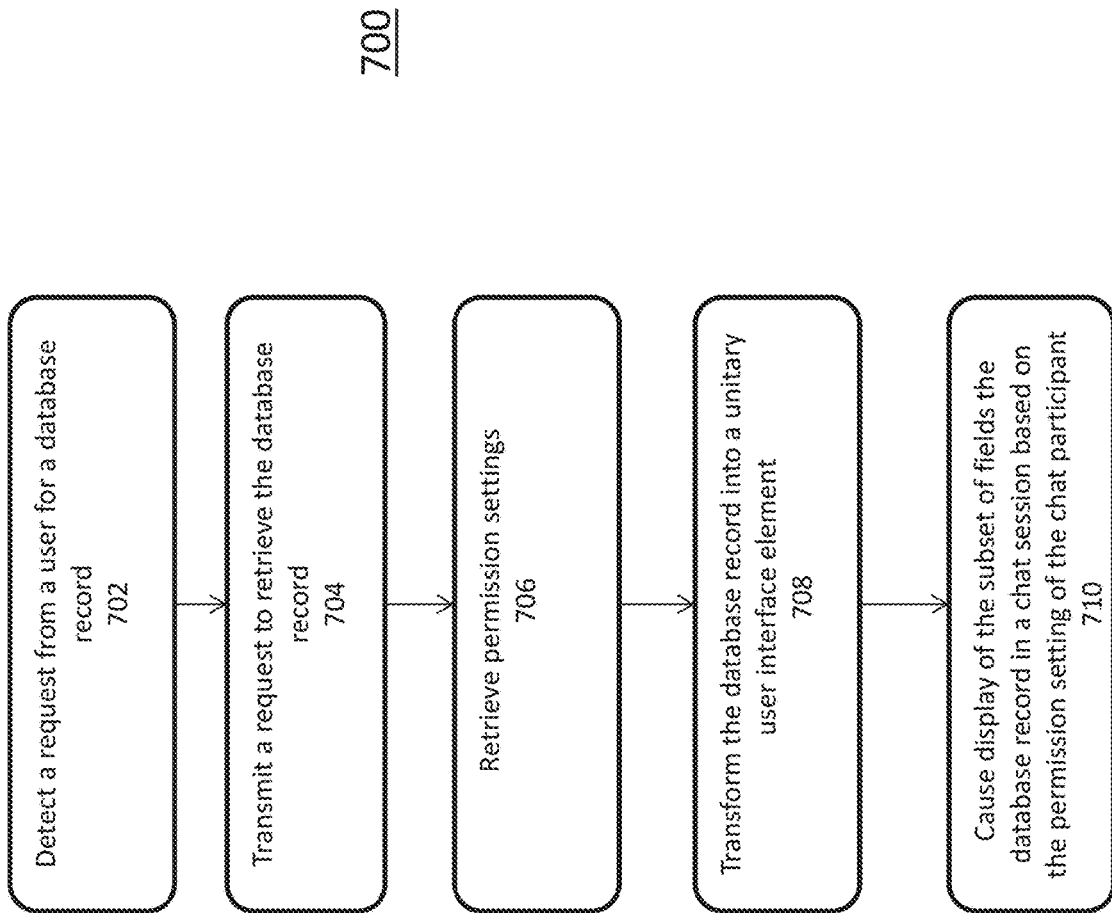 700
Detect a request from a user for a database
record
702
Transmit a request to retrieve the database
record
704
Retrieve permission settings
706
Transform the database record into a unitary
user interface element
708
Cause display of the subset of fields the
database record in a chat session based on
the permission setting of the chat participant
710